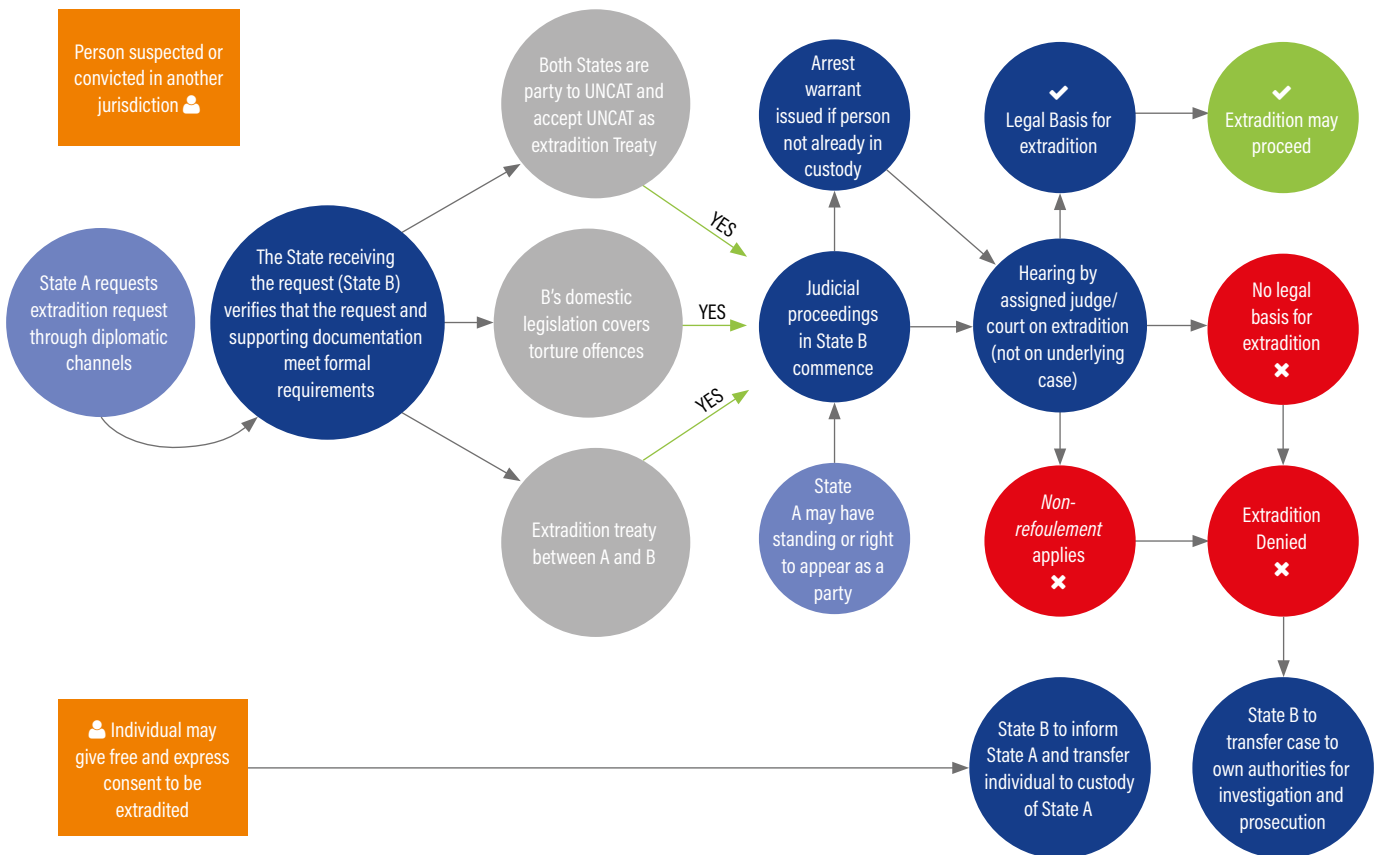 Person suspected or
convicted in another
jurisdiction
State A requests
extradition request
through diplomatic
channels
The State receiving
the request (State B)
verifies that the request and
supporting documentation
meet formal
requirements
Both States are
party to UNCAT and
accept UNCAT as
extradition Treaty
YES
B's domestic
legislation covers
torture offences
YES
Extradition treaty
between A and B
YES
Arrest
warrant
issued if person
not already in
custody
Judicial
proceedings
in State B
commence
State
A may have
standing or right
to appear as a
party
Legal Basis for
extradition
Hearing by
assigned judge/
court on extradition
(not on underlying
case)
Non-
refoulement
applies
Extradition may
proceed
No legal
basis for
extradition
Extradition
Denied
Individual may
give free and express
consent to be
extradited
State B to inform
State A and transfer
individual to custody
of State A
State B to
transfer case to
own authorities for
investigation and
prosecution